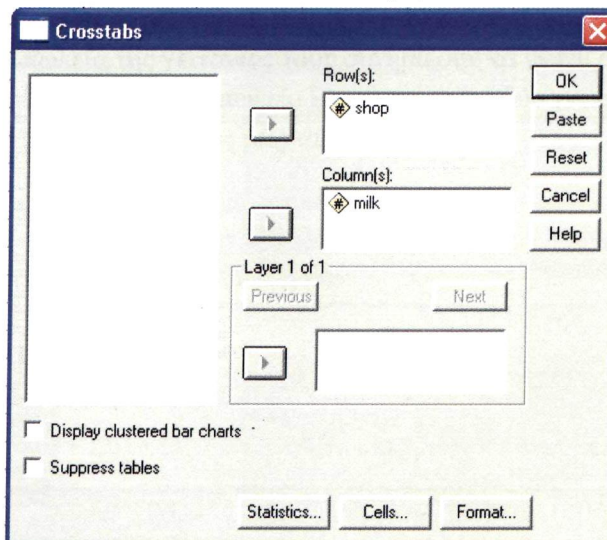 Crosstabs
Row(s):
# shop
Column(s):
# milk
OK
Paste
Reset
Cancel
Help
Layer 1 of 1
Previous
Next
Display clustered bar charts
Suppress tables
Statistics...
Cells...
Format...